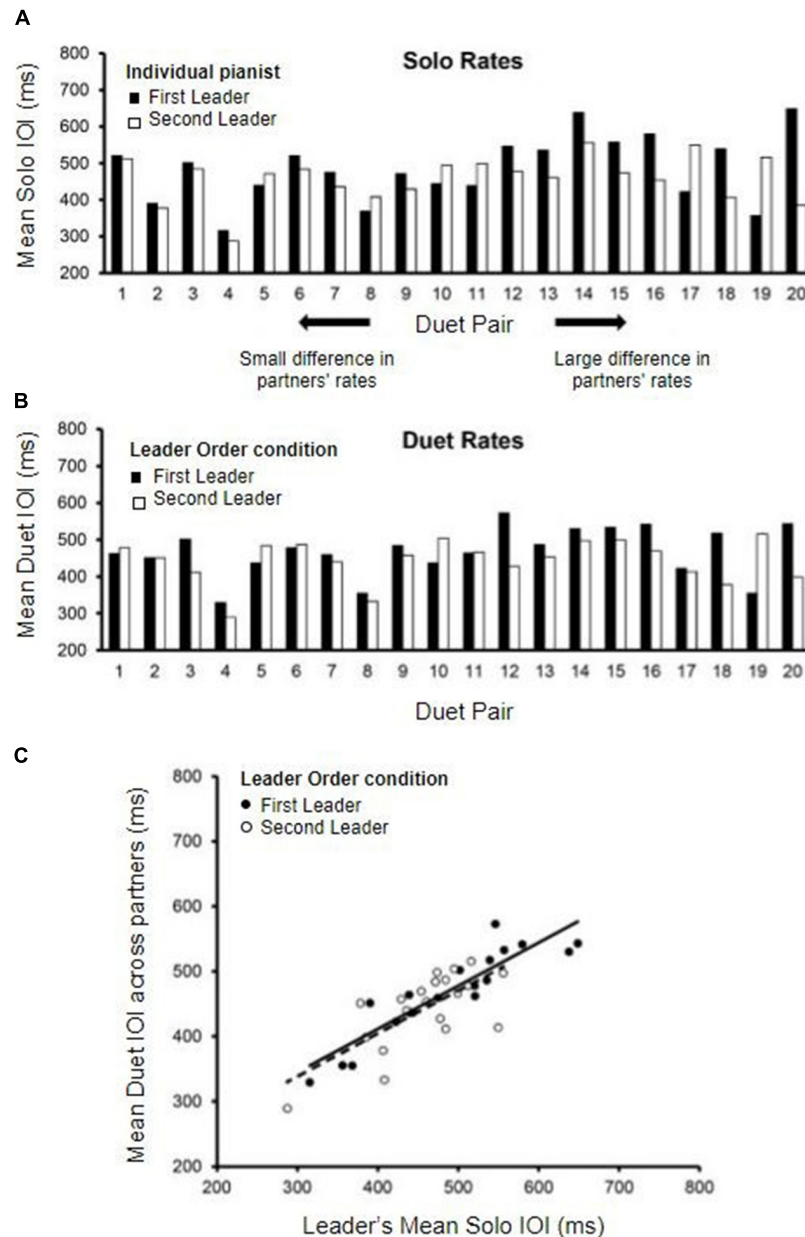 A
Solo Rates
Individual pianist
First Leader
Second Leader
Mean Solo IOI (ms)
800
700
600
500
400
300
200
1 2 3 4 5 6 7 8 9 10 11 12 13 14 15 16 17 18 19 20
Duet Pair
Small difference in
partners' rates
Large difference in
partners' rates
B
Duet Rates
Leader Order condition
First Leader
Second Leader
Mean Duet IOI (ms)
800
700
600
500
400
300
200
1 2 3 4 5 6 7 8 9 10 11 12 13 14 15 16 17 18 19 20
Duet Pair
C
Leader Order condition
First Leader
Second Leader
Mean Duet IOI across partners (ms)
800
700
600
500
400
300
200
200 300 400 500 600 700 800
Leader's Mean Solo IOI (ms)